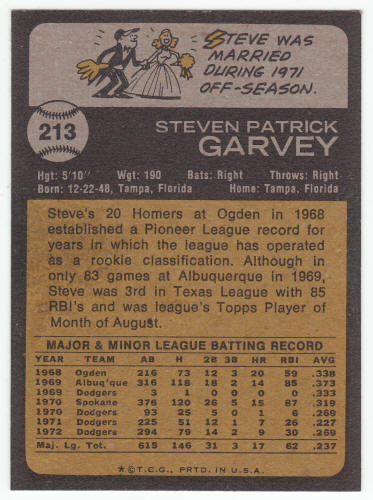 STEVE WAS
MARRIED
DURING 1971
OFF-SEASON.
213
STEVEN PATRICK
GARVEY
Hgt: 5'10" Wgt: 190 Bats: Right Throws: Right
Born: 12-22-48, Tampa, Florida Home: Tampa, Florida
Steve's 20 Homers at Ogden in 1968
established a Pioneer League record for
years in which the league has operated
as a rookie classification. Although in
only 83 games at Albuquerque in 1969,
Steve was 3rd in Texas League with 85
RBI's and was league's Topps Player of
Month of August.
MAJOR & MINOR LEAGUE BATTING RECORD
YEAR TEAM AB H 2B 3B HR RBI AVG
1968 Ogden 216 73 12 3 20 59 .338
1969 Albuq'que 316 118 18 2 14 85 .373
1969 Dodgers 3 1 0 0 0 0 .333
1970 Spokane 376 120 26 5 15 87 .319
1970 Dodgers 93 25 5 0 1 6 .269
1971 Dodgers 225 51 12 1 7 26 .227
1972 Dodgers 294 79 14 2 9 30 .269
Maj. Lg. Tot. 615 146 31 3 17 62 .237
*© T.C.G., PRTD. IN U.S.A.